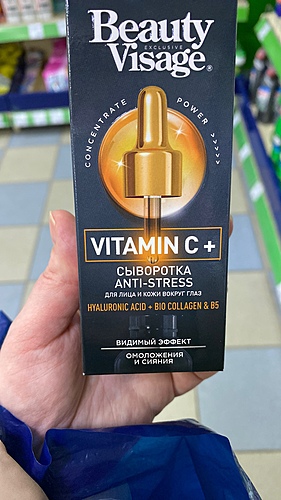 Beauty
EXCLUSIVE
Visage®
CONCENTRATE POWER >>>>>
VITAMIN C +
СЫВОРОТКА
ANTI-STRESS
ДЛЯ ЛИЦА И КОЖИ ВОКРУГ ГЛАЗ
HYALURONIC ACID + BIO COLLAGEN & B5
ВИДИМЫЙ ЭФФЕКТ
ОМОЛОЖЕНИЯ
И СИЯНИЯ